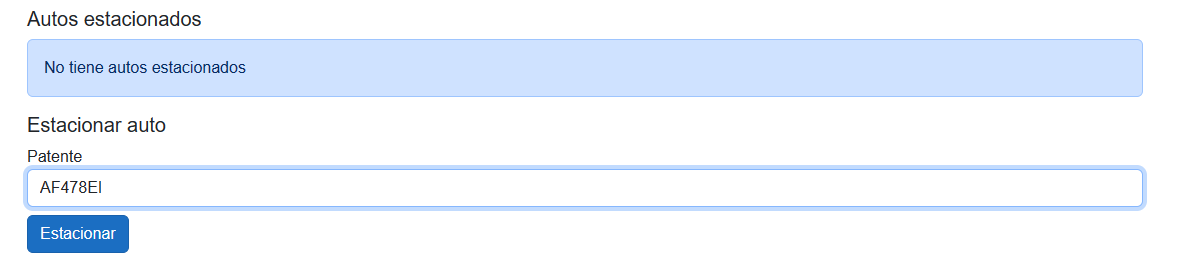 Autos estacionados
No tiene autos estacionados
Estacionar auto
Patente
AF478EI
Estacionar